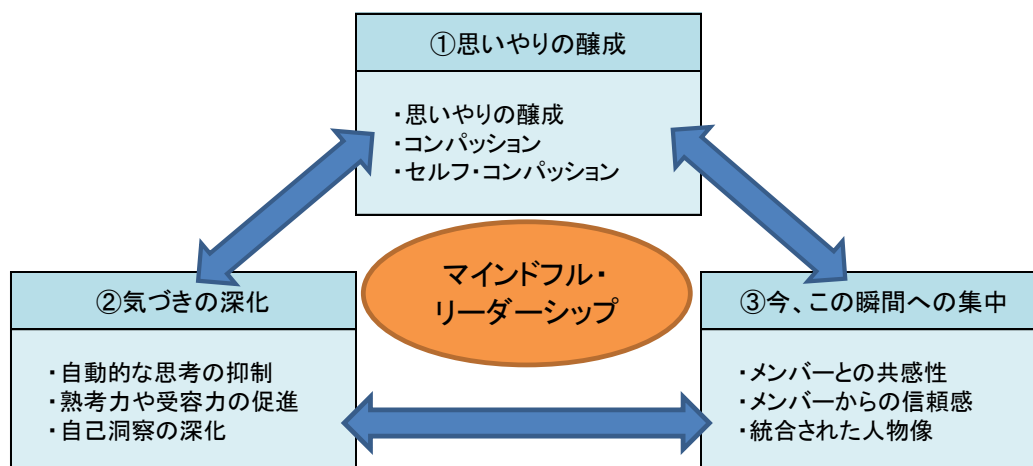 ①思いやりの醸成
・思いやりの醸成
・コンパッション
・セルフ・コンパッション
マインドフル・
リーダーシップ
②気づきの深化
・自動的な思考の抑制
・熟考力や受容力の促進
・自己洞察の深化
③今、この瞬間への集中
・メンバーとの共感性
・メンバーからの信頼感
・統合された人物像